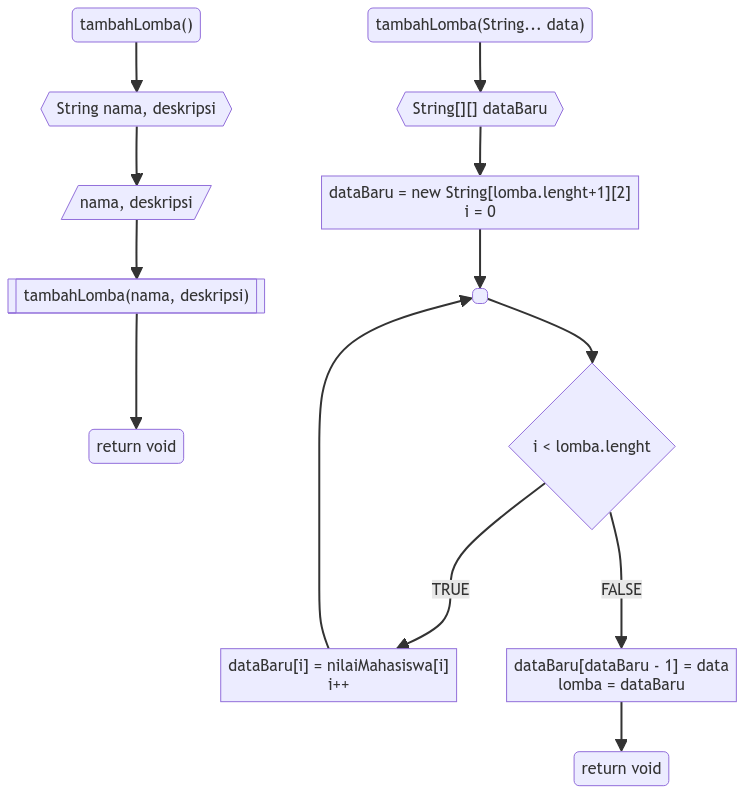 tambahLomba()
String nama, deskripsi
nama, deskripsi
tambahLomba(nama, deskripsi)
return void
tambahLomba(String... data)
String[][] dataBaru
dataBaru = new String[lomba.lenght+1][2]
i = 0
i < lomba.lenght
TRUE
FALSE
dataBaru[i] = nilaiMahasiswa[i]
i++
dataBaru[dataBaru - 1] = data
lomba = dataBaru
return void